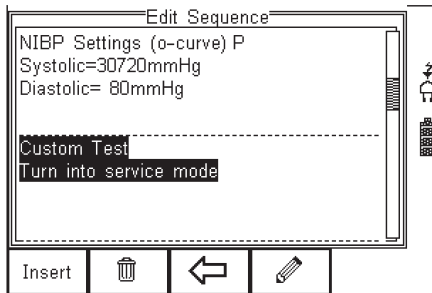 Edit Sequence
NIBP Settings (o-curve) P
Systolic=30720mmHg
Diastolic= 80mmHg
Custom Test
Turn into service mode
Insert